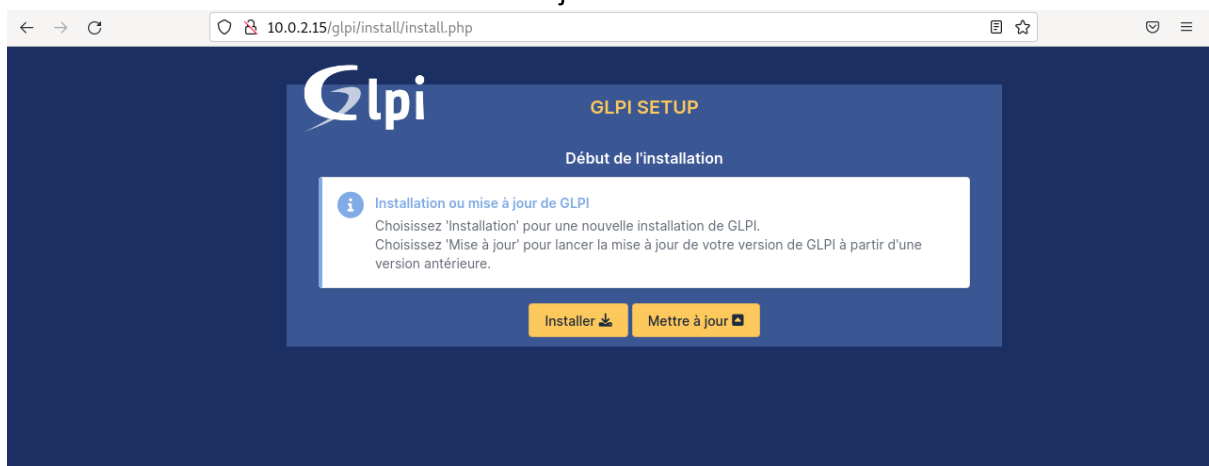 10.0.2.15/glpi/install/install.php
Glpi
GLPI SETUP
Début de l'installation
Installation ou mise à jour de GLPI
Choisissez 'Installation' pour une nouvelle installation de GLPI.
Choisissez 'Mise à jour' pour lancer la mise à jour de votre version de GLPI à partir d'une
version antérieure.
Installer
Mettre à jour